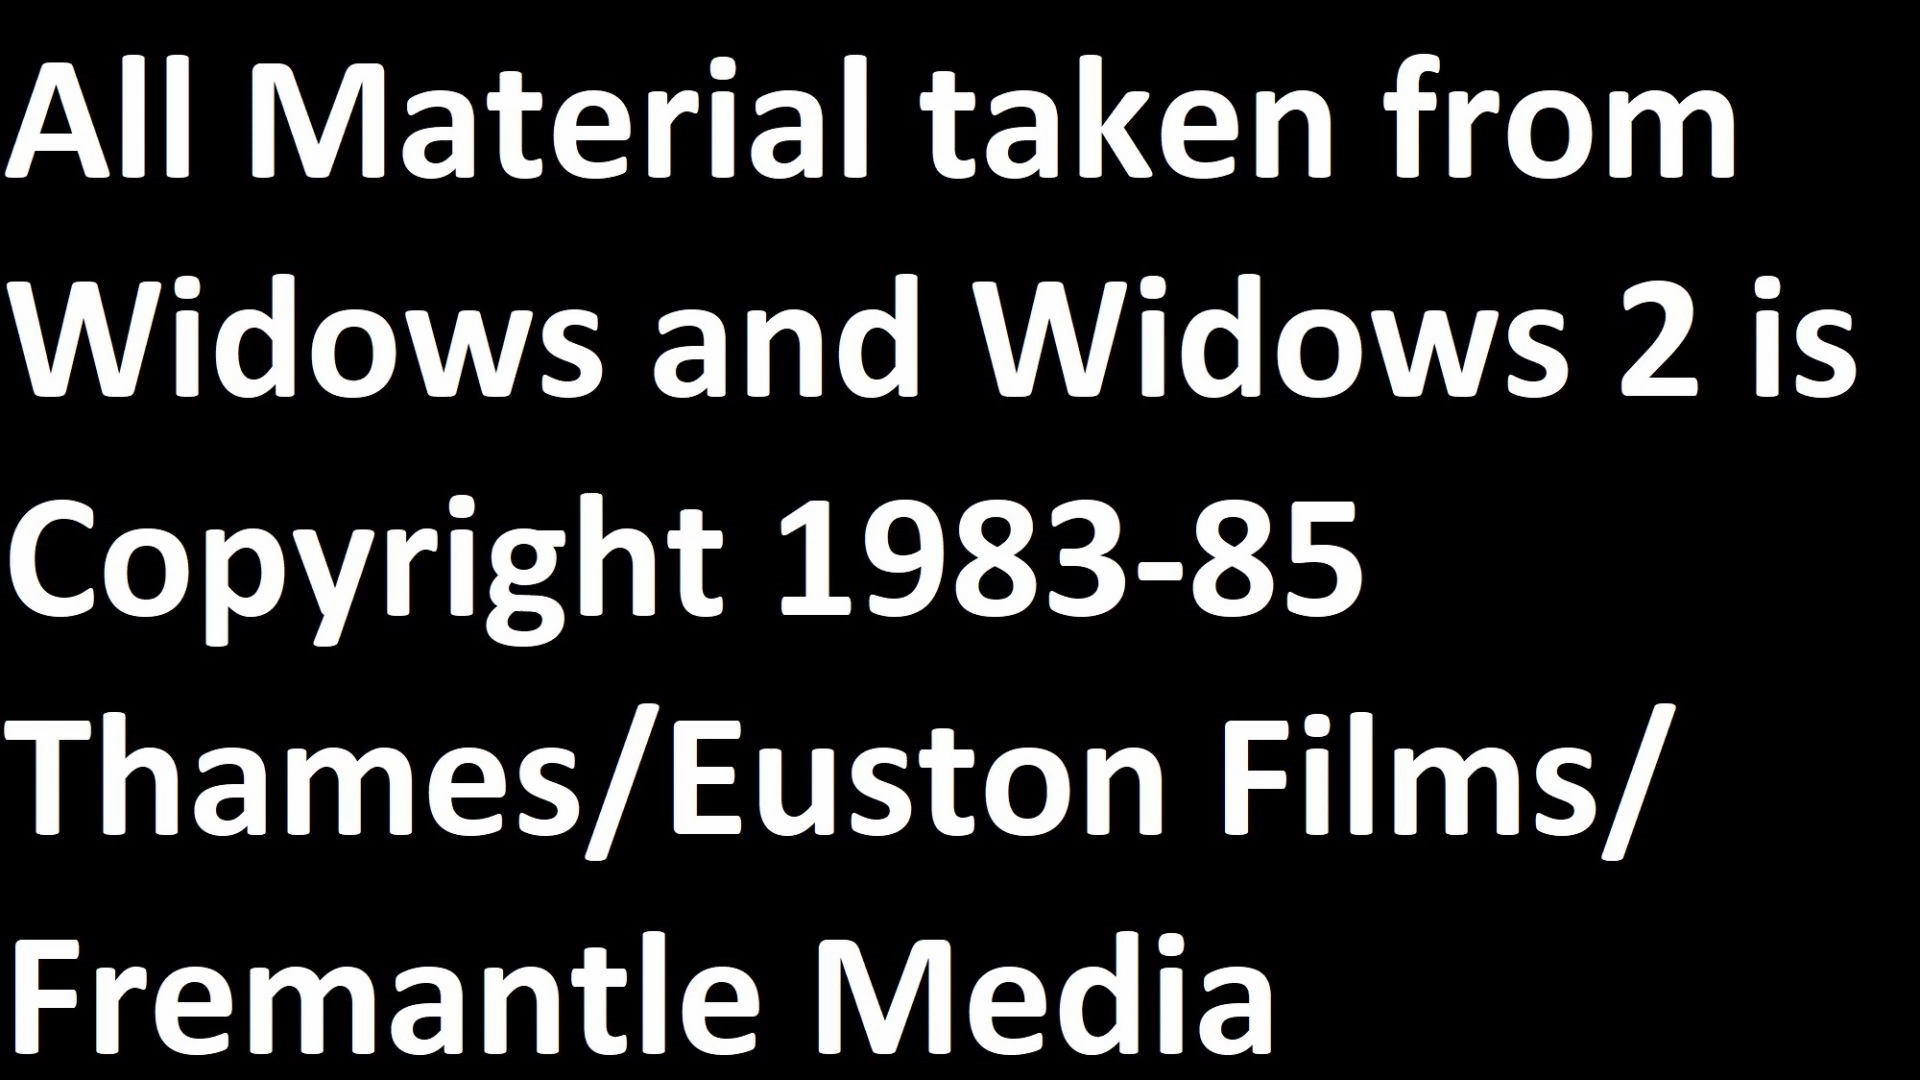 All Material taken from
Widows and Widows 2 is
Copyright 1983-85
Thames/Euston Films/
Fremantle Media